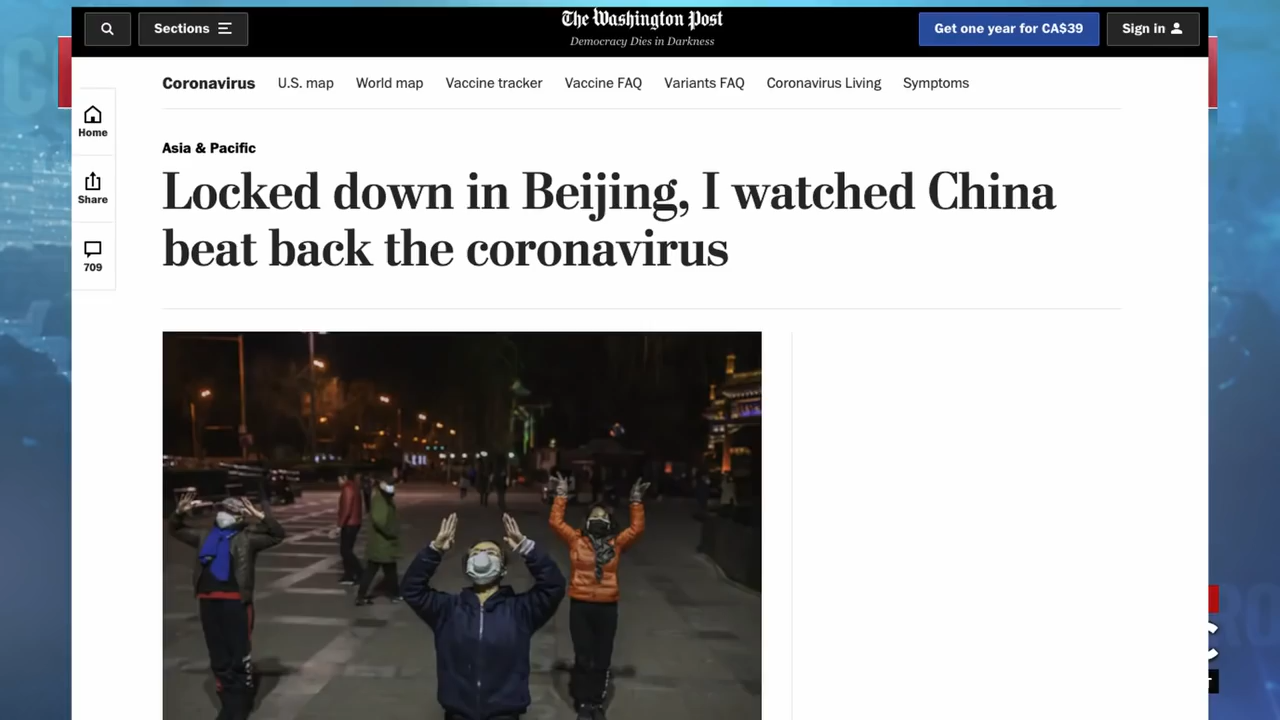 Sections
The Washington Post
Democracy Dies in Darkness
Get one year for CA$39
Sign in
Coronavirus U.S. map World map Vaccine tracker Vaccine FAQ Variants FAQ Coronavirus Living Symptoms
Home
Share
709
Asia & Pacific
Locked down in Beijing, I watched China
beat back the coronavirus